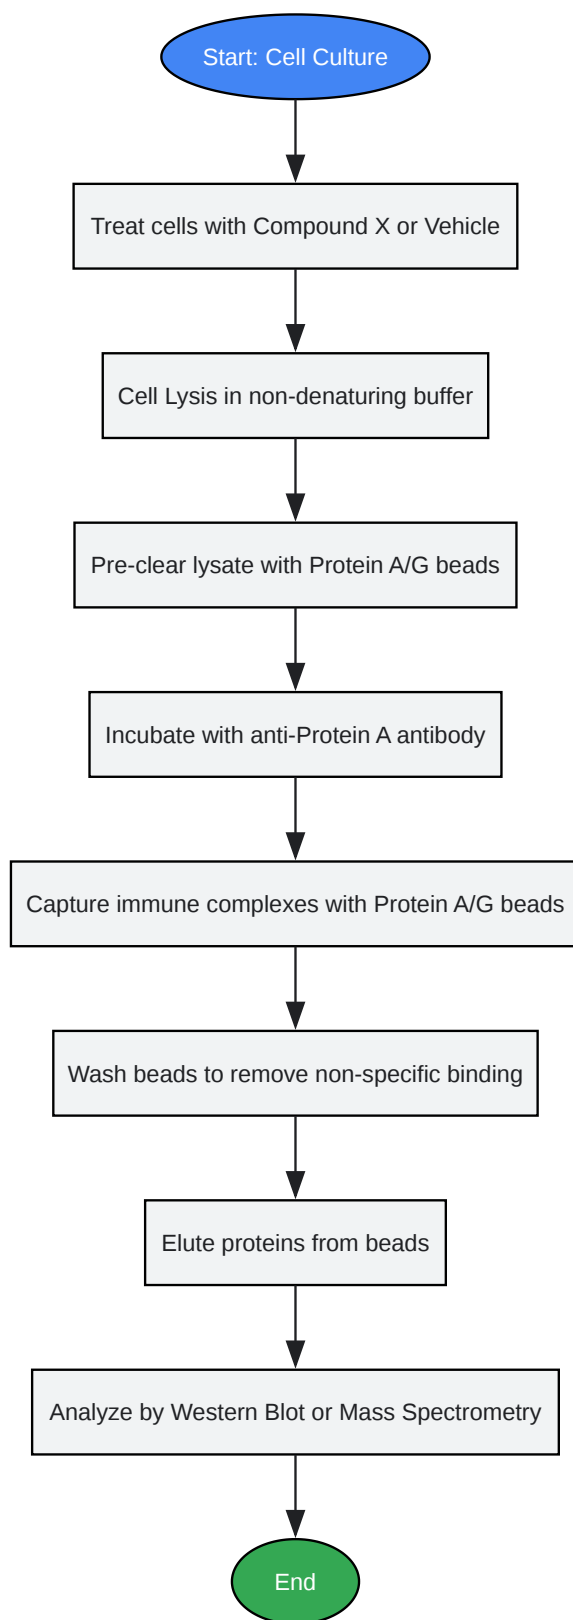 Start: Cell Culture
Treat cells with Compound X or Vehicle
Cell Lysis in non-denaturing buffer
Pre-clear lysate with Protein A/G beads
Incubate with anti-Protein A antibody
Capture immune complexes with Protein A/G beads
Wash beads to remove non-specific binding
Elute proteins from beads
Analyze by Western Blot or Mass Spectrometry
End